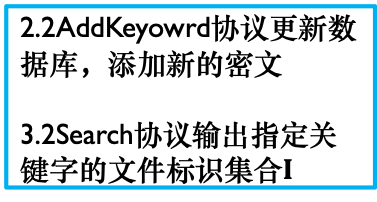 2.2AddKeyowrd协议更新数
据库，添加新的密文
3.2Search协议输出指定关
键字的文件标识集合I